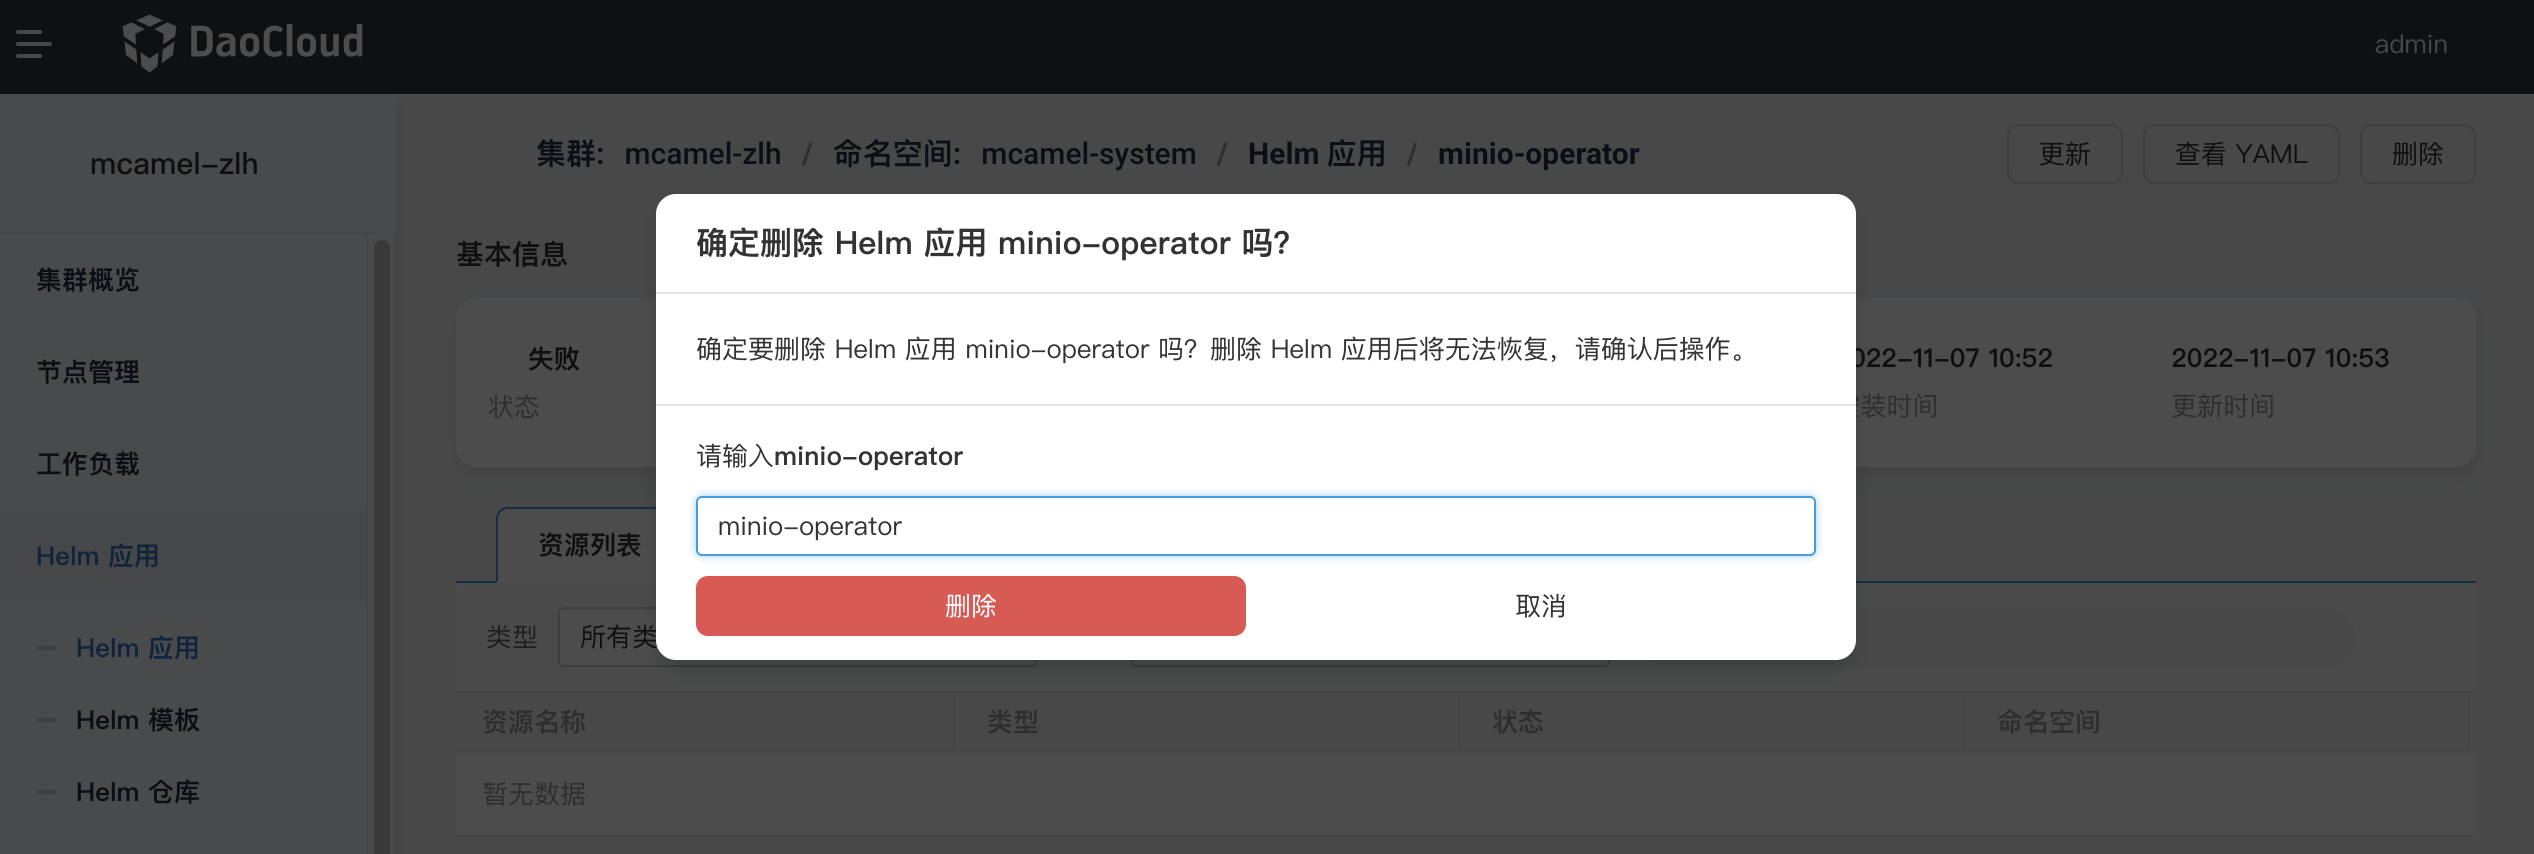 DaoCloud
admin
mcamel-zlh
集群: mcamel-zlh / 命名空间: mcamel-system / Helm 应用 / minio-operator
更新
查看 YAML
删除
集群概览
节点管理
工作负载
Helm 应用
Helm 应用
Helm 模板
Helm 仓库
基本信息
失败
状态
022-11-07 10:52
装时间
2022-11-07 10:53
更新时间
确定删除 Helm 应用 minio-operator 吗?
确定要删除 Helm 应用 minio-operator 吗? 删除 Helm 应用后将无法恢复，请确认后操作。
请输入minio-operator
minio-operator
删除
取消
资源列表
类型
所有类
资源名称
类型
状态
命名空间
暂无数据